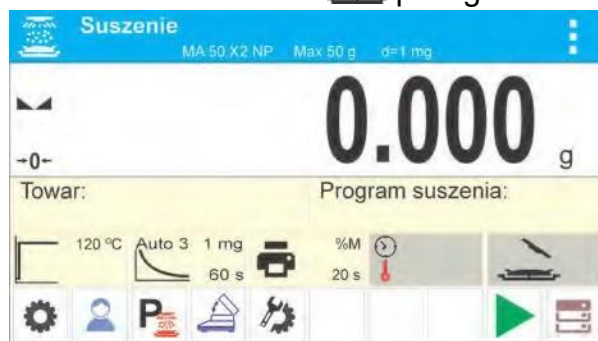 Suszenie
MA 50 X2 NP Max 50 g d=1 mg
0.000 g
→0←
Towar: Program suszenia:
120 °C Auto 3 1 mg %M
60 s 20 s
P